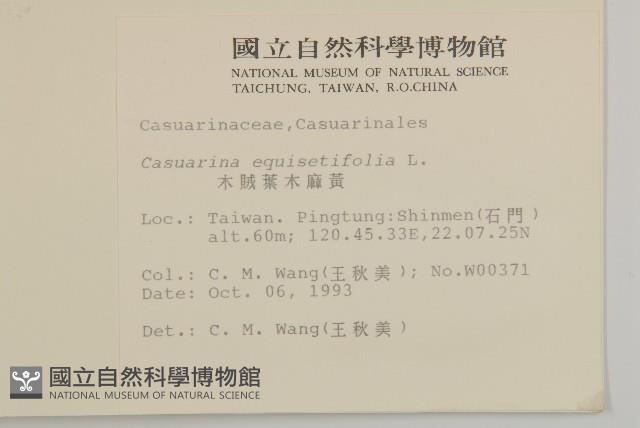 國立自然科學博物館
NATIONAL MUSEUM OF NATURAL SCIENCE
TAICHUNG, TAIWAN, R.O.CHINA
Casuarinaceae,Casuarinales
Casuarina equisetifolia L.
木賊葉木麻黃
Loc.: Taiwan. Pingtung:Shinmen(石門)
alt.60m; 120.45.33E,22.07.25N
Col.: C. M. Wang(王秋美); No.W00371
Date: Oct. 06, 1993
Det.: C. M. Wang(王秋美)
國立自然科學博物館
NATIONAL MUSEUM OF NATURAL SCIENCE